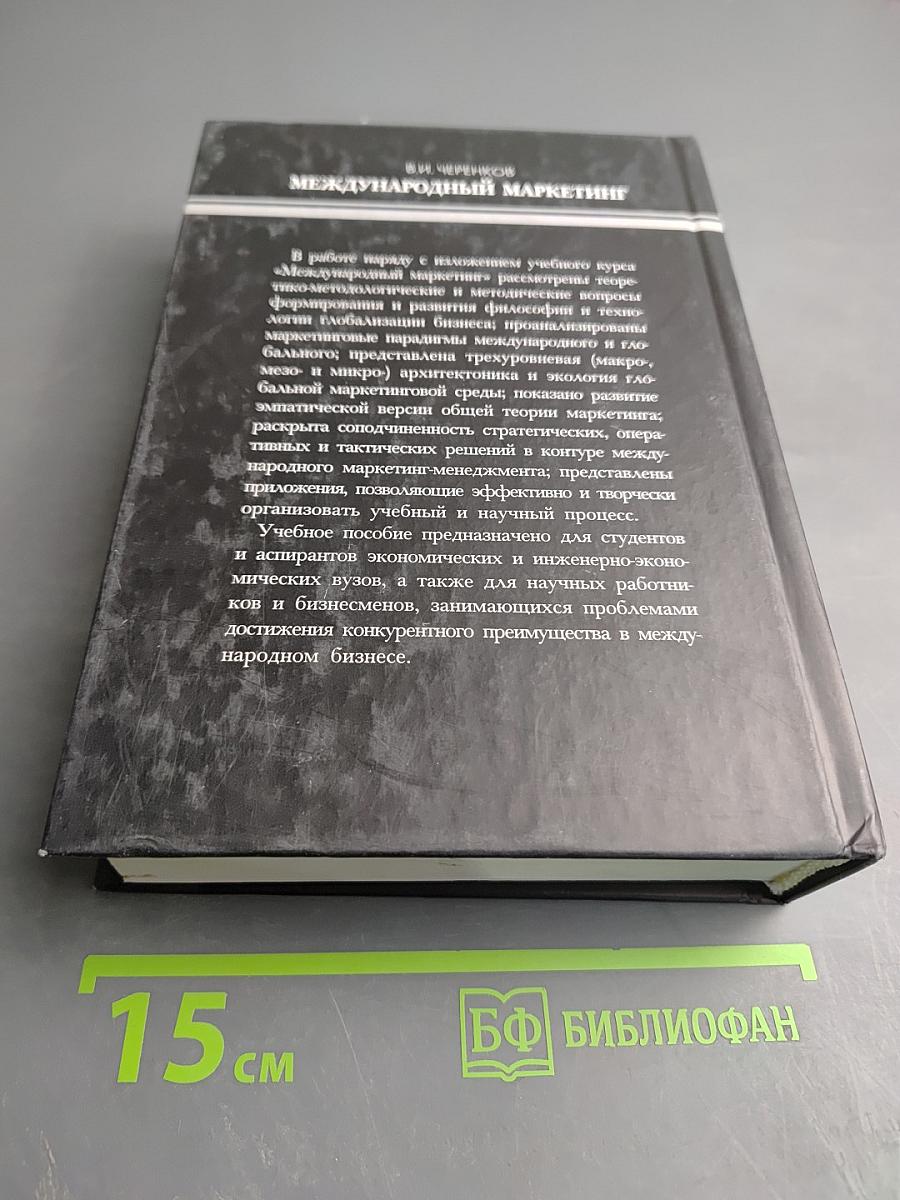 В.И. ЧЕРЕНКОВ
МЕЖДУНАРОДНЫЙ МАРКЕТИНГ
В работе наряду с изложением учебного курса
«Международный маркетинг» рассмотрены теоре-
тико-методологические и методические вопросы
формирования и развития философии и техно-
логии глобализации бизнеса; проанализированы
маркетинговые парадигмы международного и гло-
бального; представлена трехуровневая (макро-,
мезо- и микро-) архитектоника и экология гло-
бальной маркетинговой среды; показано развитие
эмпатической версии общей теории маркетинга;
раскрыта соподчиненность стратегических, опера-
тивных и тактических решений в контуре между-
народного маркетинг-менеджмента; представлены
приложения, позволяющие эффективно и творчески
организовать учебный и научный процесс.
Учебное пособие предназначено для студентов
и аспирантов экономических и инженерно-эконо-
мических вузов, а также для научных работни-
ков и бизнесменов, занимающихся проблемами
достижения конкурентного преимущества в между-
народном бизнесе.
15 см
БФ БИБЛИОФАН